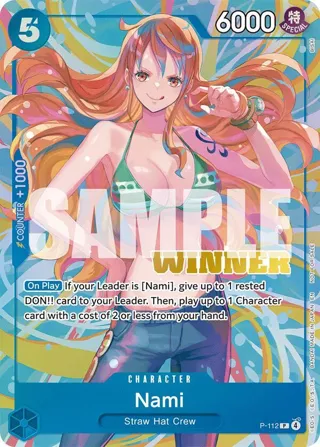 5
6000
特
SPECIAL
COUNTER +1000
SAMPLE
WINNER
On Play If your Leader is [Nami], give up to 1 rested
DON!! card to your Leader. Then, play up to 1 Character
card with a cost of 2 or less from your hand.
CHARACTER
Nami
Straw Hat Crew
P-112 P 4